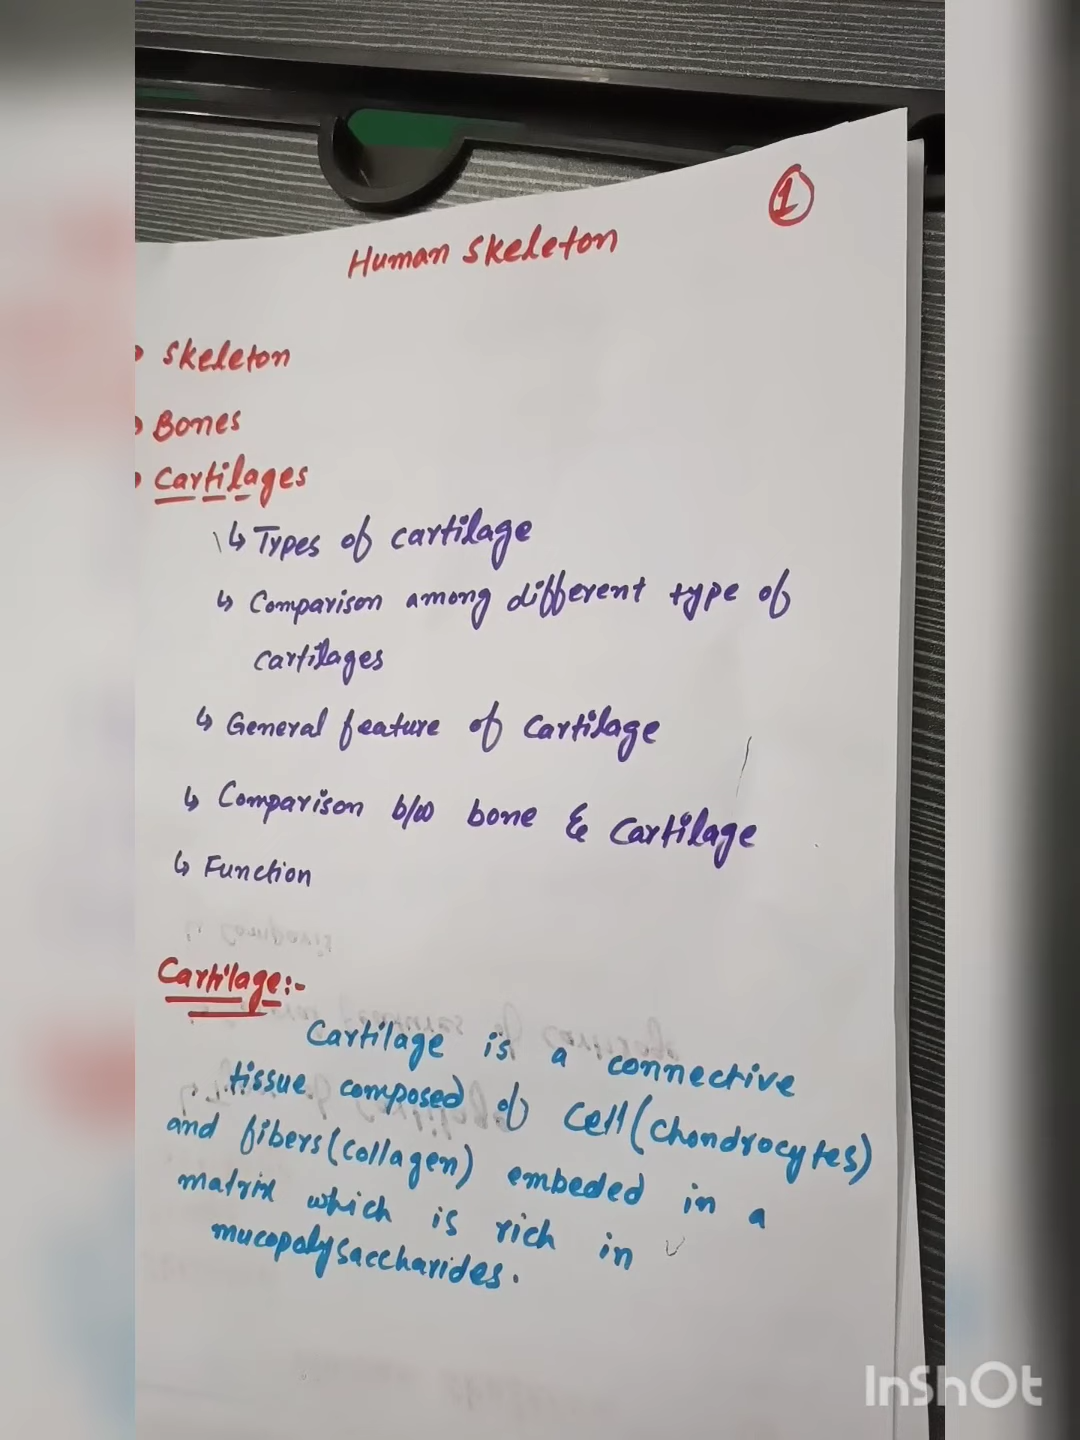 1
Human Skeleton
Skeleton
Bones
Cartilages
↳ Types of cartilage
↳ Comparison among different type of
cartilages
↳ General feature of cartilage
↳ Comparison b/w bone & cartilage
↳ Function
Cartilage:-
Cartilage is a connective
tissue composed of cell (chondrocytes)
and fibers (collagen) embeded in a
matrix which is rich in
mucopolysaccharides.
InShOt